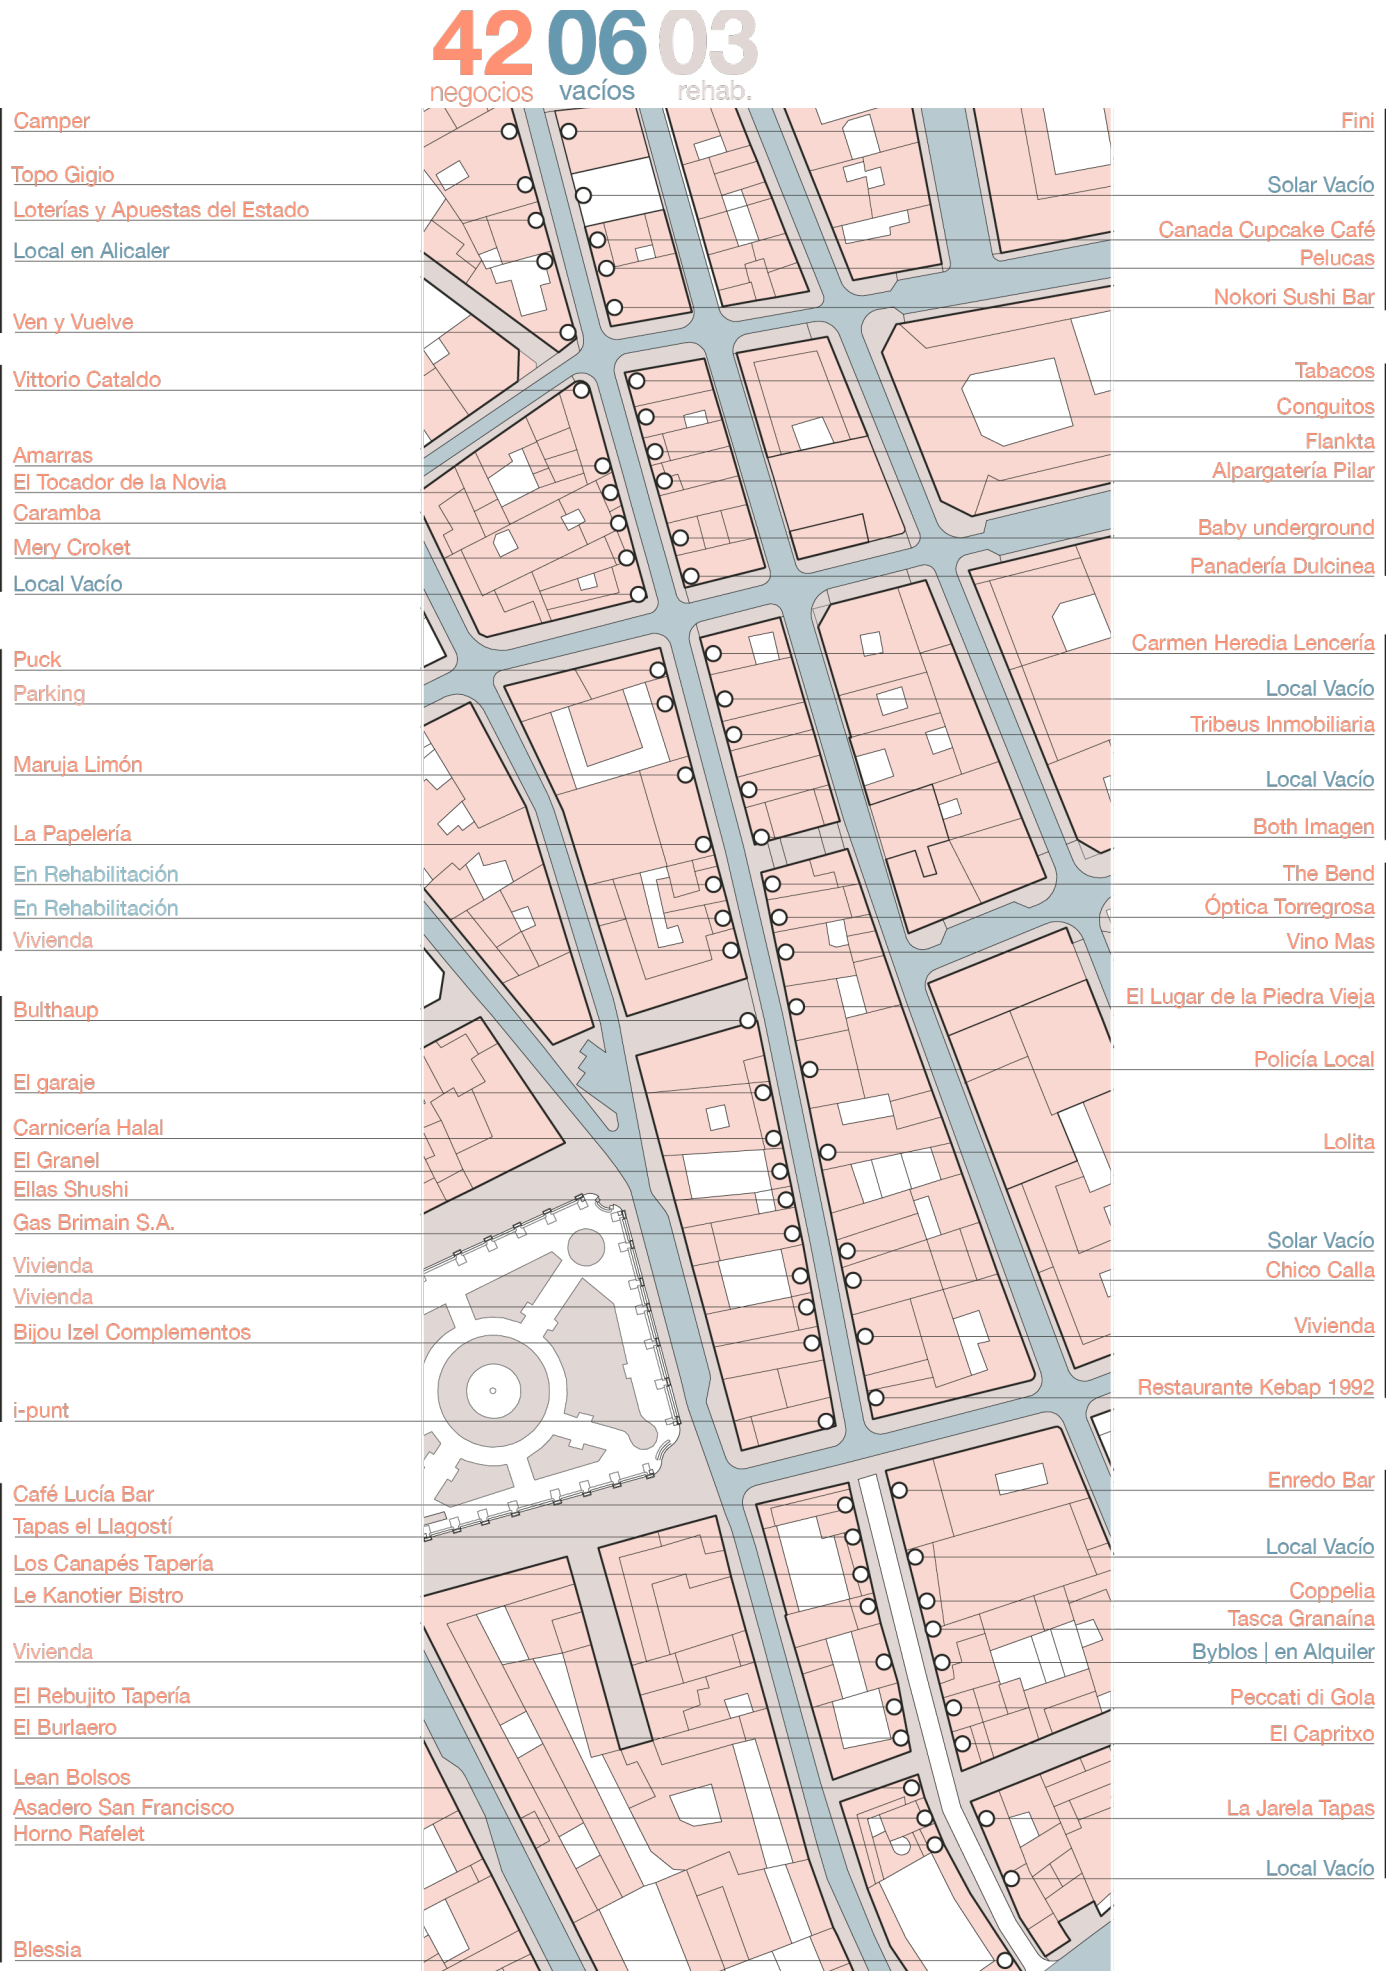 42 06 03
negocios vacíos rehab.
Camper
Topo Gigio
Loterías y Apuestas del Estado
Local en Alicaler
Ven y Vuelve
Vittorio Cataldo
Amarras
El Tocador de la Novia
Caramba
Mery Croket
Local Vacío
Puck
Parking
Maruja Limón
La Papelería
En Rehabilitación
En Rehabilitación
Vivienda
Bulthaup
El garaje
Carnicería Halal
El Granel
Ellas Shushi
Gas Brimain S.A.
Vivienda
Vivienda
Bijou Izel Complementos
i-punt
Café Lucía Bar
Tapas el Llagostí
Los Canapés Tapería
Le Kanotier Bistro
Vivienda
El Rebujito Tapería
El Burlaero
Lean Bolsos
Asadero San Francisco
Horno Rafelet
Blessia
Fini
Solar Vacío
Canada Cupcake Café
Pelucas
Nokori Sushi Bar
Tabacos
Conguitos
Flankta
Alpargatería Pilar
Baby underground
Panadería Dulcinea
Carmen Heredia Lencería
Local Vacío
Tribeus Inmobiliaria
Local Vacío
Both Imagen
The Bend
Óptica Torregrosa
Vino Mas
El Lugar de la Piedra Vieja
Policía Local
Lolita
Solar Vacío
Chico Calla
Vivienda
Restaurante Kebap 1992
Enredo Bar
Local Vacío
Coppelia
Tasca Granaína
Byblos | en Alquiler
Peccati di Gola
El Capritxo
La Jarela Tapas
Local Vacío